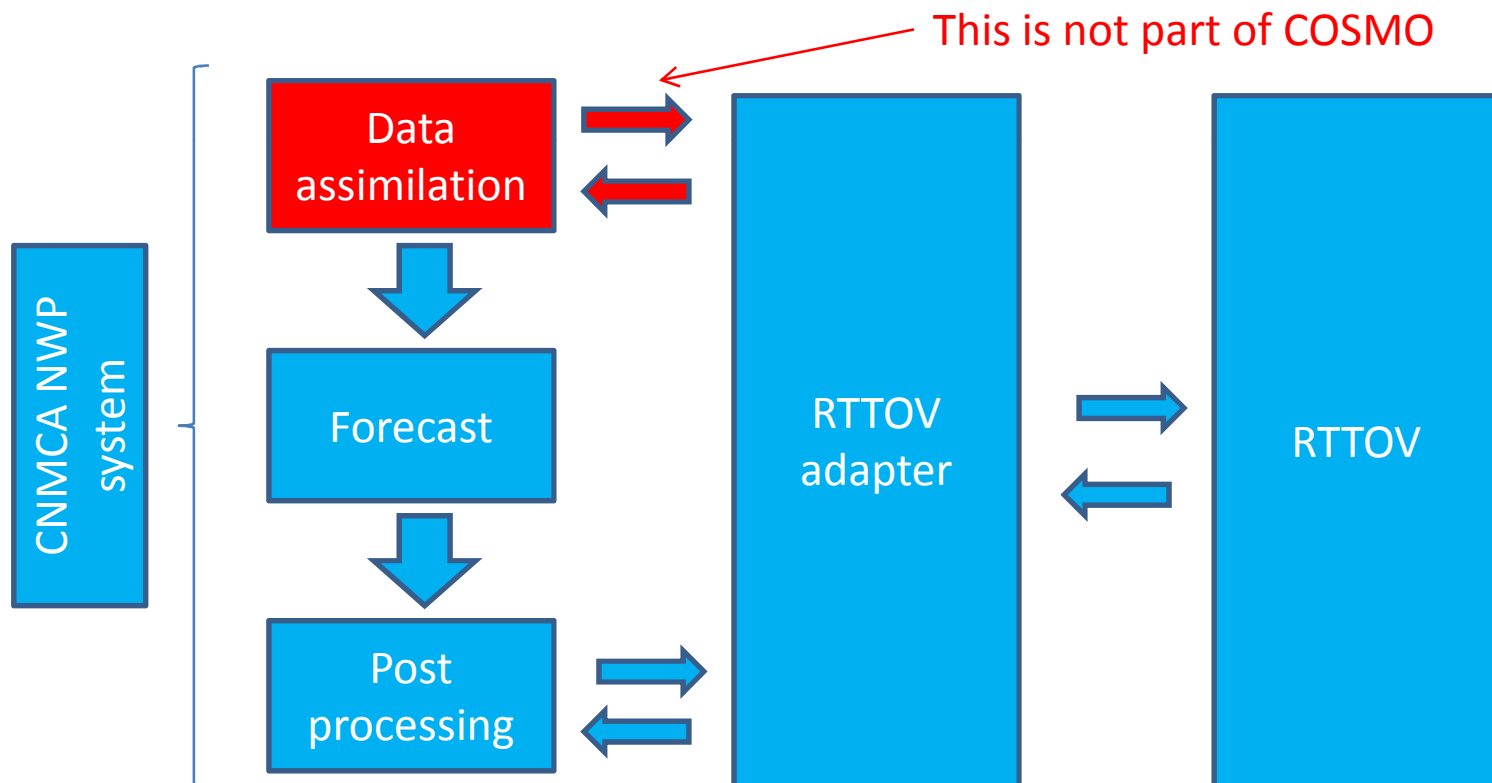 This is not part of COSMO
Data
assimilation
CNMCA NWP
system
Forecast
RTTOV
adapter
RTTOV
Post
processing